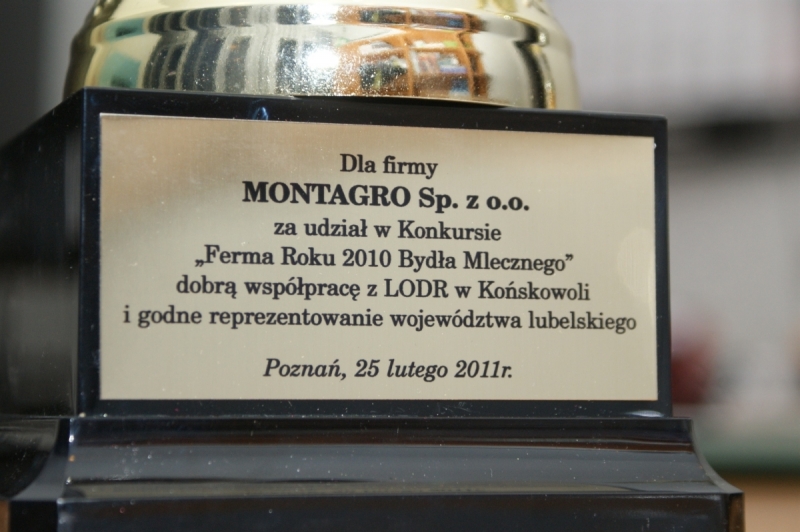 Dla firmy
MONTAGRO Sp. z o.o.
za udział w Konkursie
„Ferma Roku 2010 Bydła Mlecznego”
dobrą współpracę z LODR w Końskowoli
i godne reprezentowanie województwa lubelskiego
Poznań, 25 lutego 2011r.